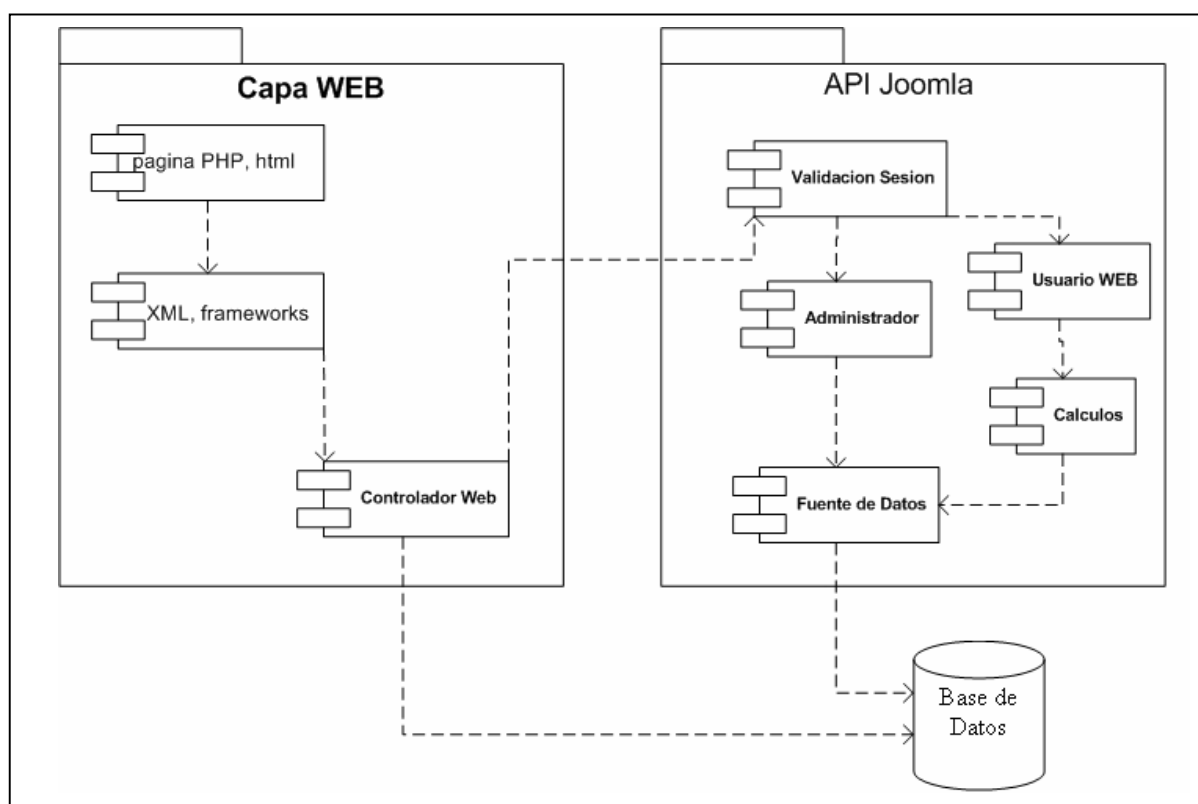 Capa WEB
pagina PHP, html
XML, frameworks
Controlador Web
API Joomla
Validacion Sesion
Usuario WEB
Administrador
Calculos
Fuente de Datos
Base de
Datos